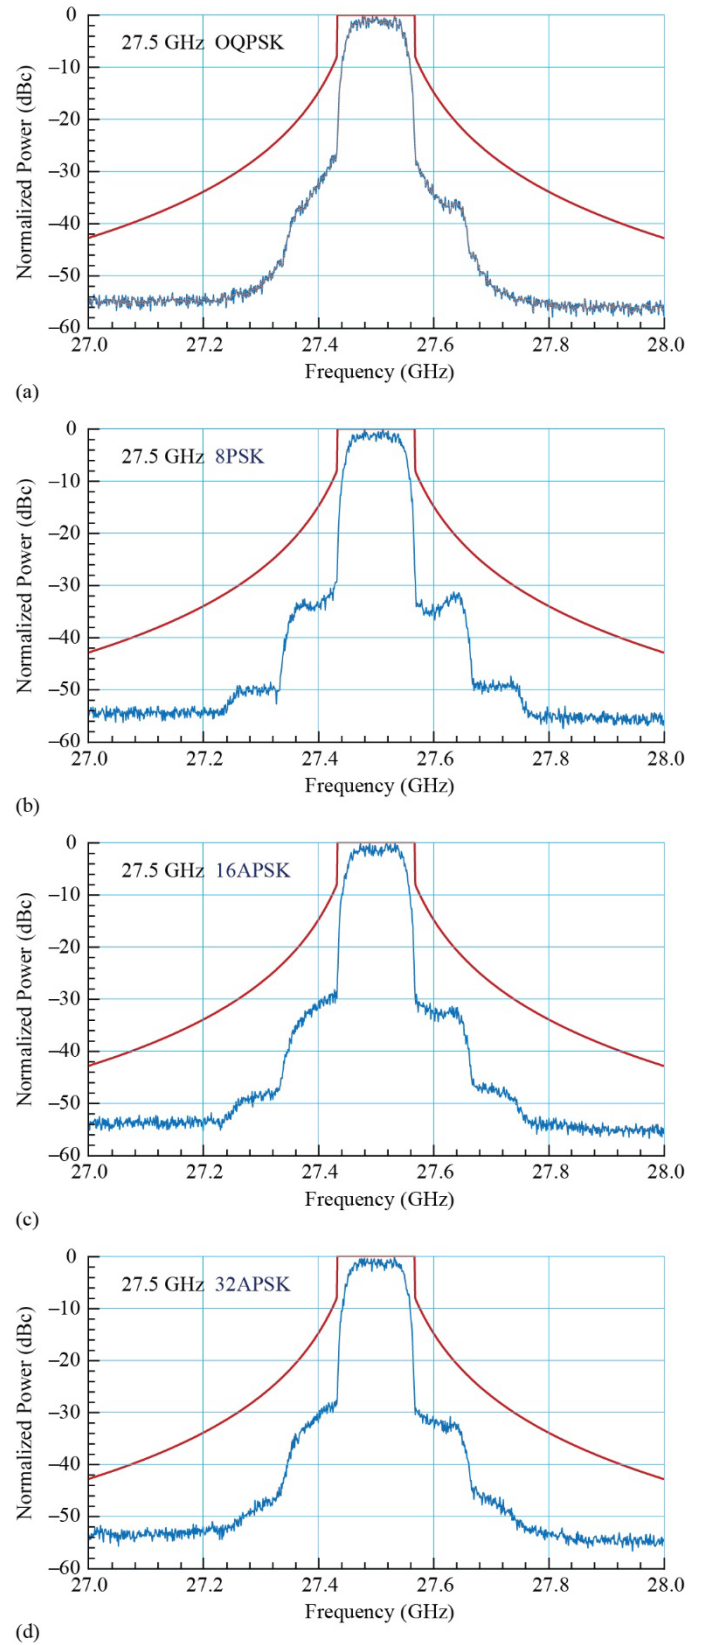 0
27.5 GHz OQPSK
–10
–20
–30
–40
–50
–60
27.0 27.2 27.4 27.6 27.8 28.0
Normalized Power (dBc)
Frequency (GHz)
(a)
0
27.5 GHz 8PSK
–10
–20
–30
–40
–50
–60
27.0 27.2 27.4 27.6 27.8 28.0
Normalized Power (dBc)
Frequency (GHz)
(b)
0
27.5 GHz 16APSK
–10
–20
–30
–40
–50
–60
27.0 27.2 27.4 27.6 27.8 28.0
Normalized Power (dBc)
Frequency (GHz)
(c)
0
27.5 GHz 32APSK
–10
–20
–30
–40
–50
–60
27.0 27.2 27.4 27.6 27.8 28.0
Normalized Power (dBc)
Frequency (GHz)
(d)